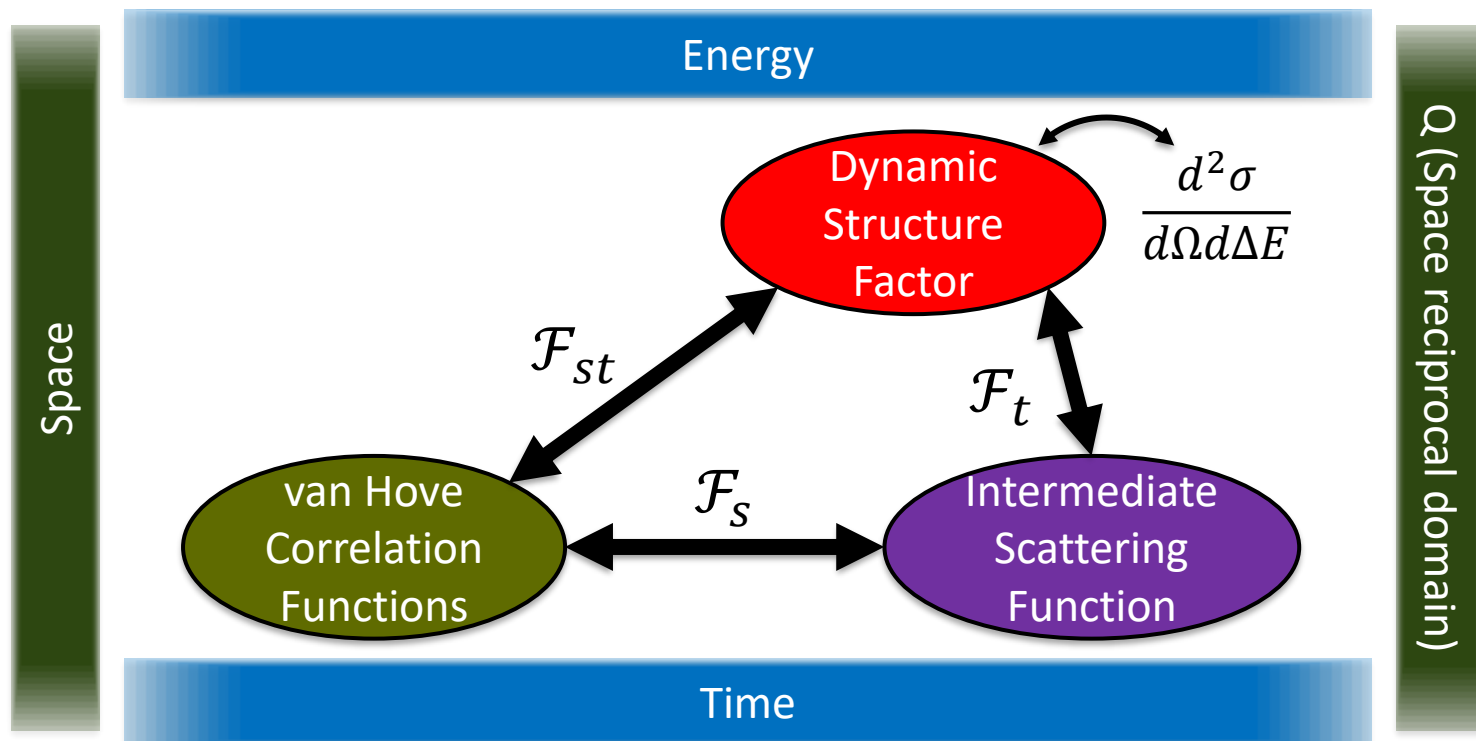 Energy
Space
Q (Space reciprocal domain)
Dynamic
Structure
Factor
d²σ
dΩdΔE
ℱst
ℱt
van Hove
Correlation
Functions
ℱs
Intermediate
Scattering
Function
Time